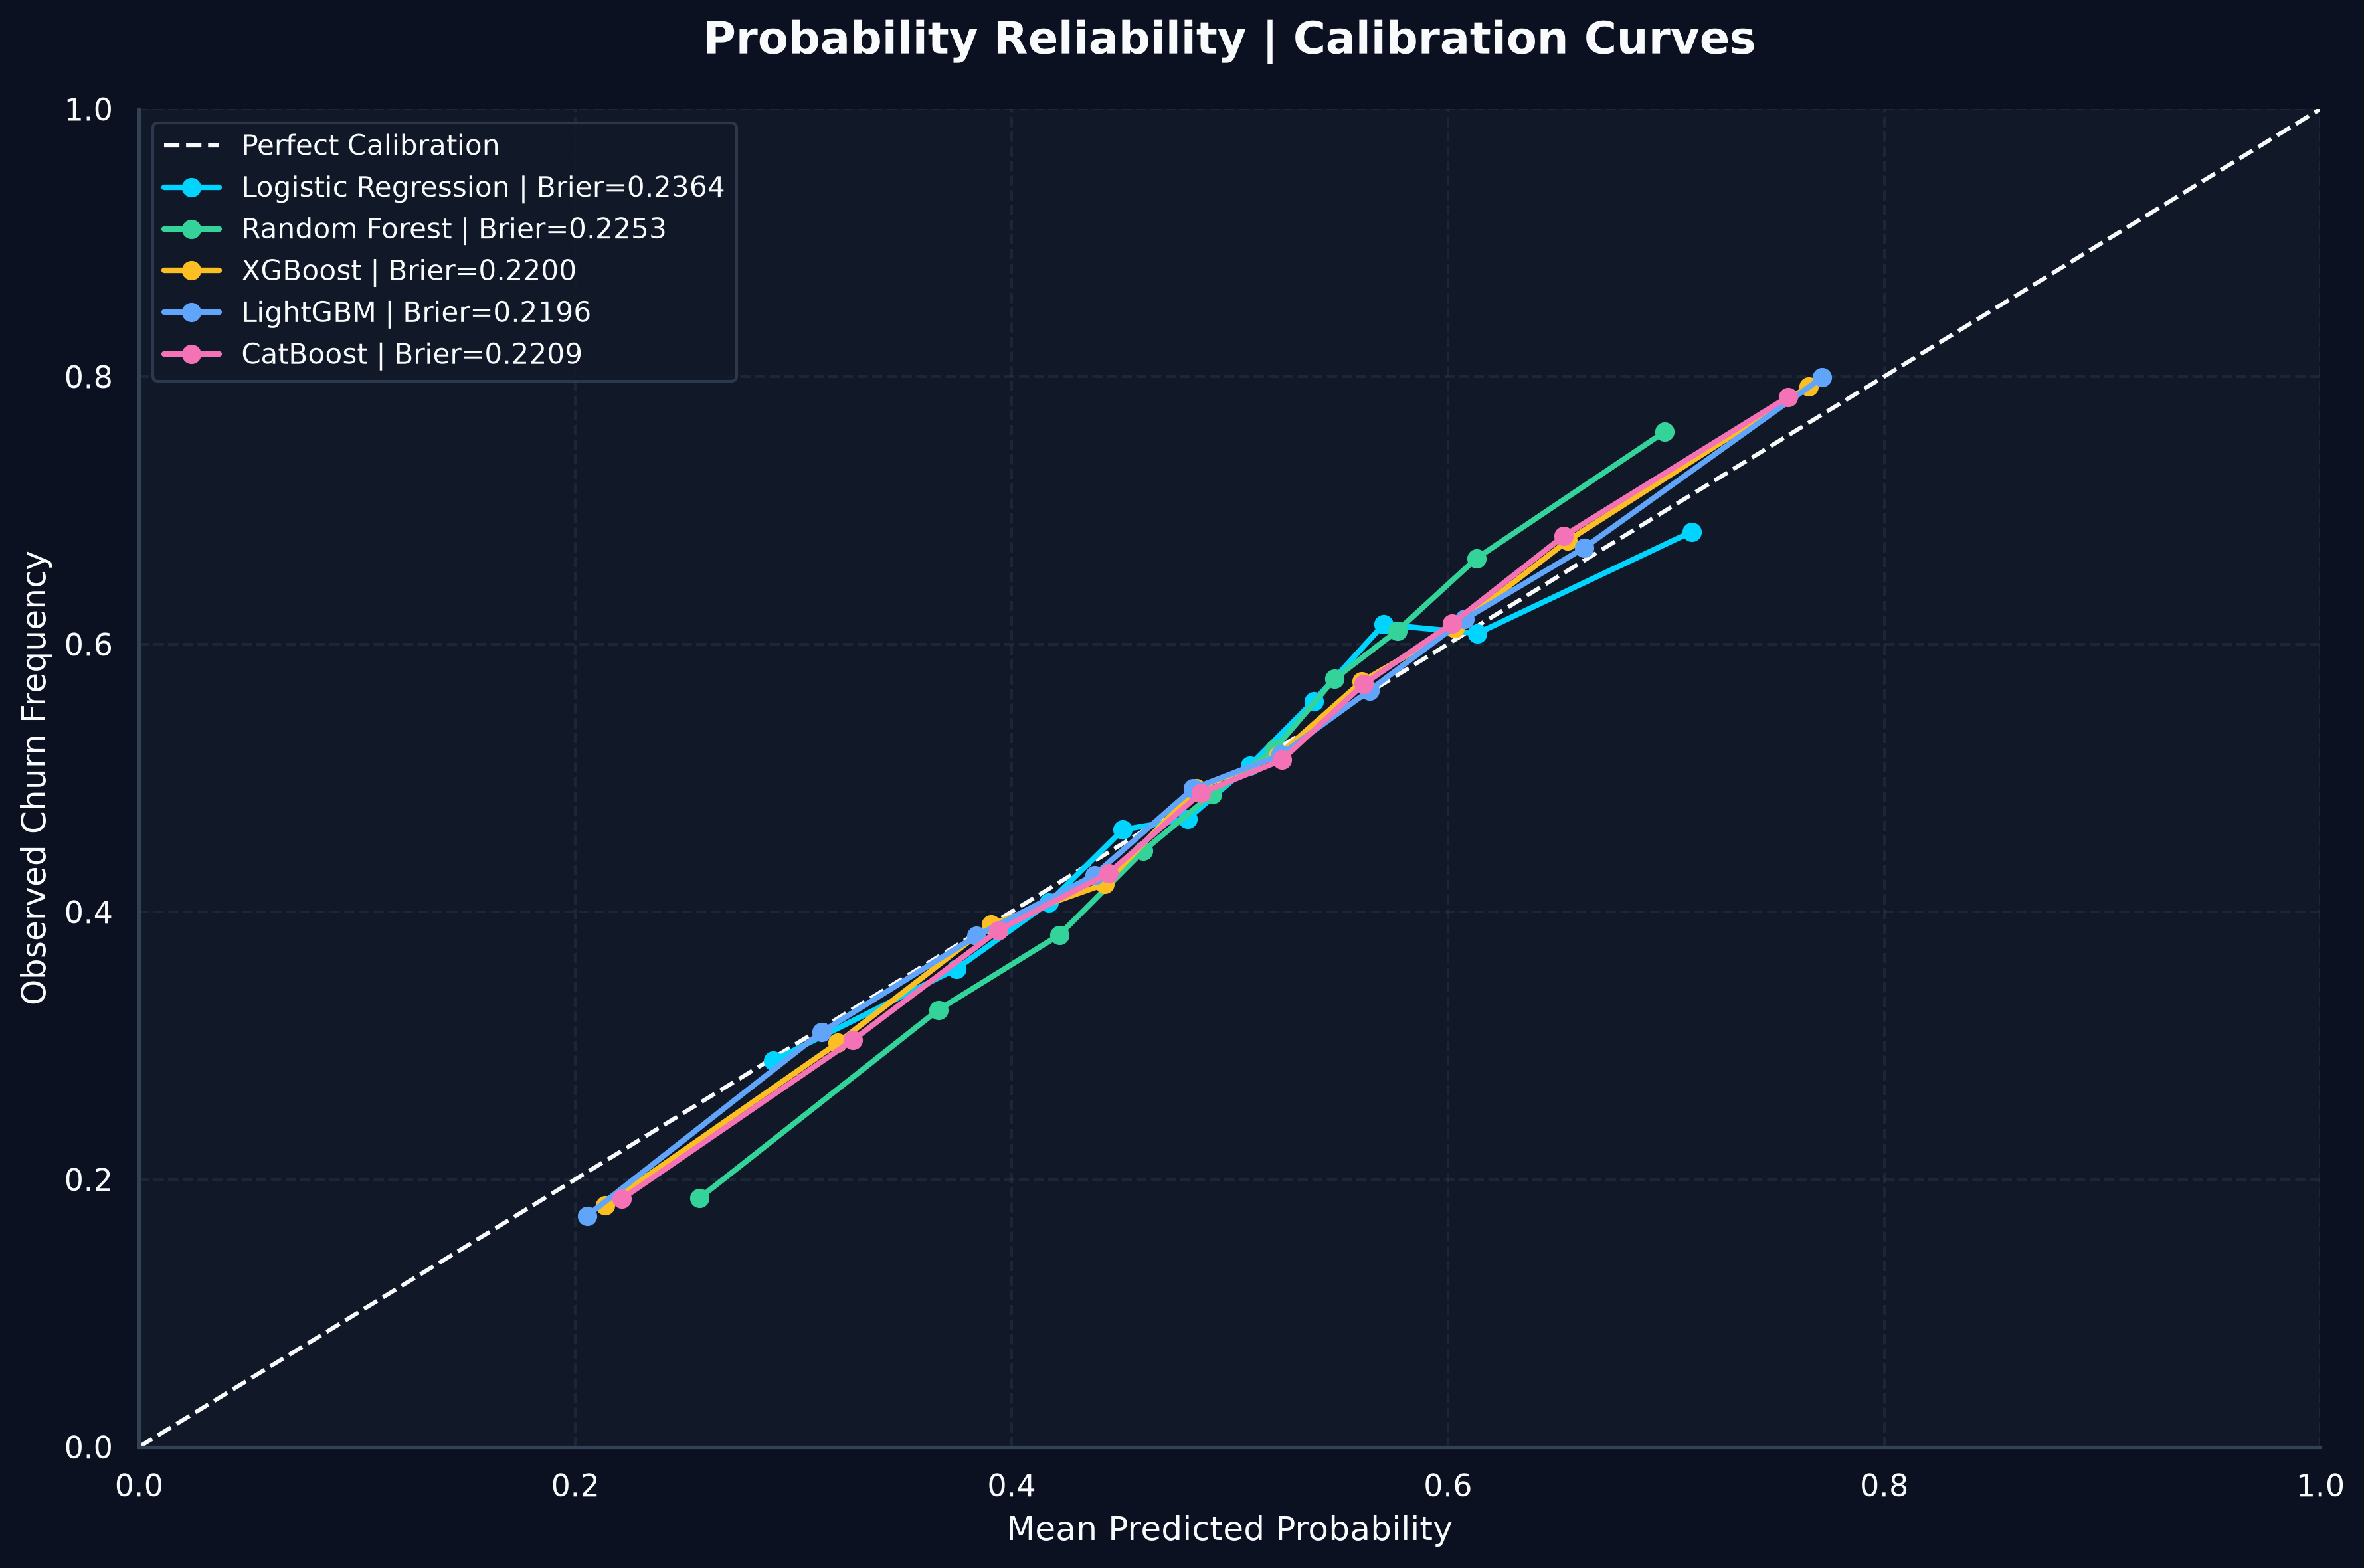 Probability Reliability | Calibration Curves
1.0
0.8
0.6
0.4
0.2
0.0
Observed Churn Frequency
Perfect Calibration
Logistic Regression | Brier=0.2364
Random Forest | Brier=0.2253
XGBoost | Brier=0.2200
LightGBM | Brier=0.2196
CatBoost | Brier=0.2209
0.0 0.2 0.4 0.6 0.8 1.0
Mean Predicted Probability